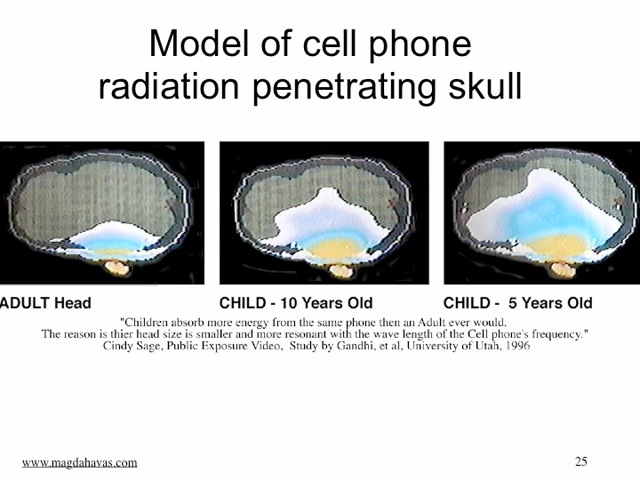 Model of cell phone
radiation penetrating skull
ADULT Head
CHILD - 10 Years Old
CHILD - 5 Years Old
"Children absorb more energy from the same phone then an Adult ever would.
The reason is thier head size is smaller and more resonant with the wave length of the Cell phone's frequency."
Cindy Sage, Public Exposure Video, Study by Gandhi, et al, University of Utah, 1996
www.magdahavas.com
25